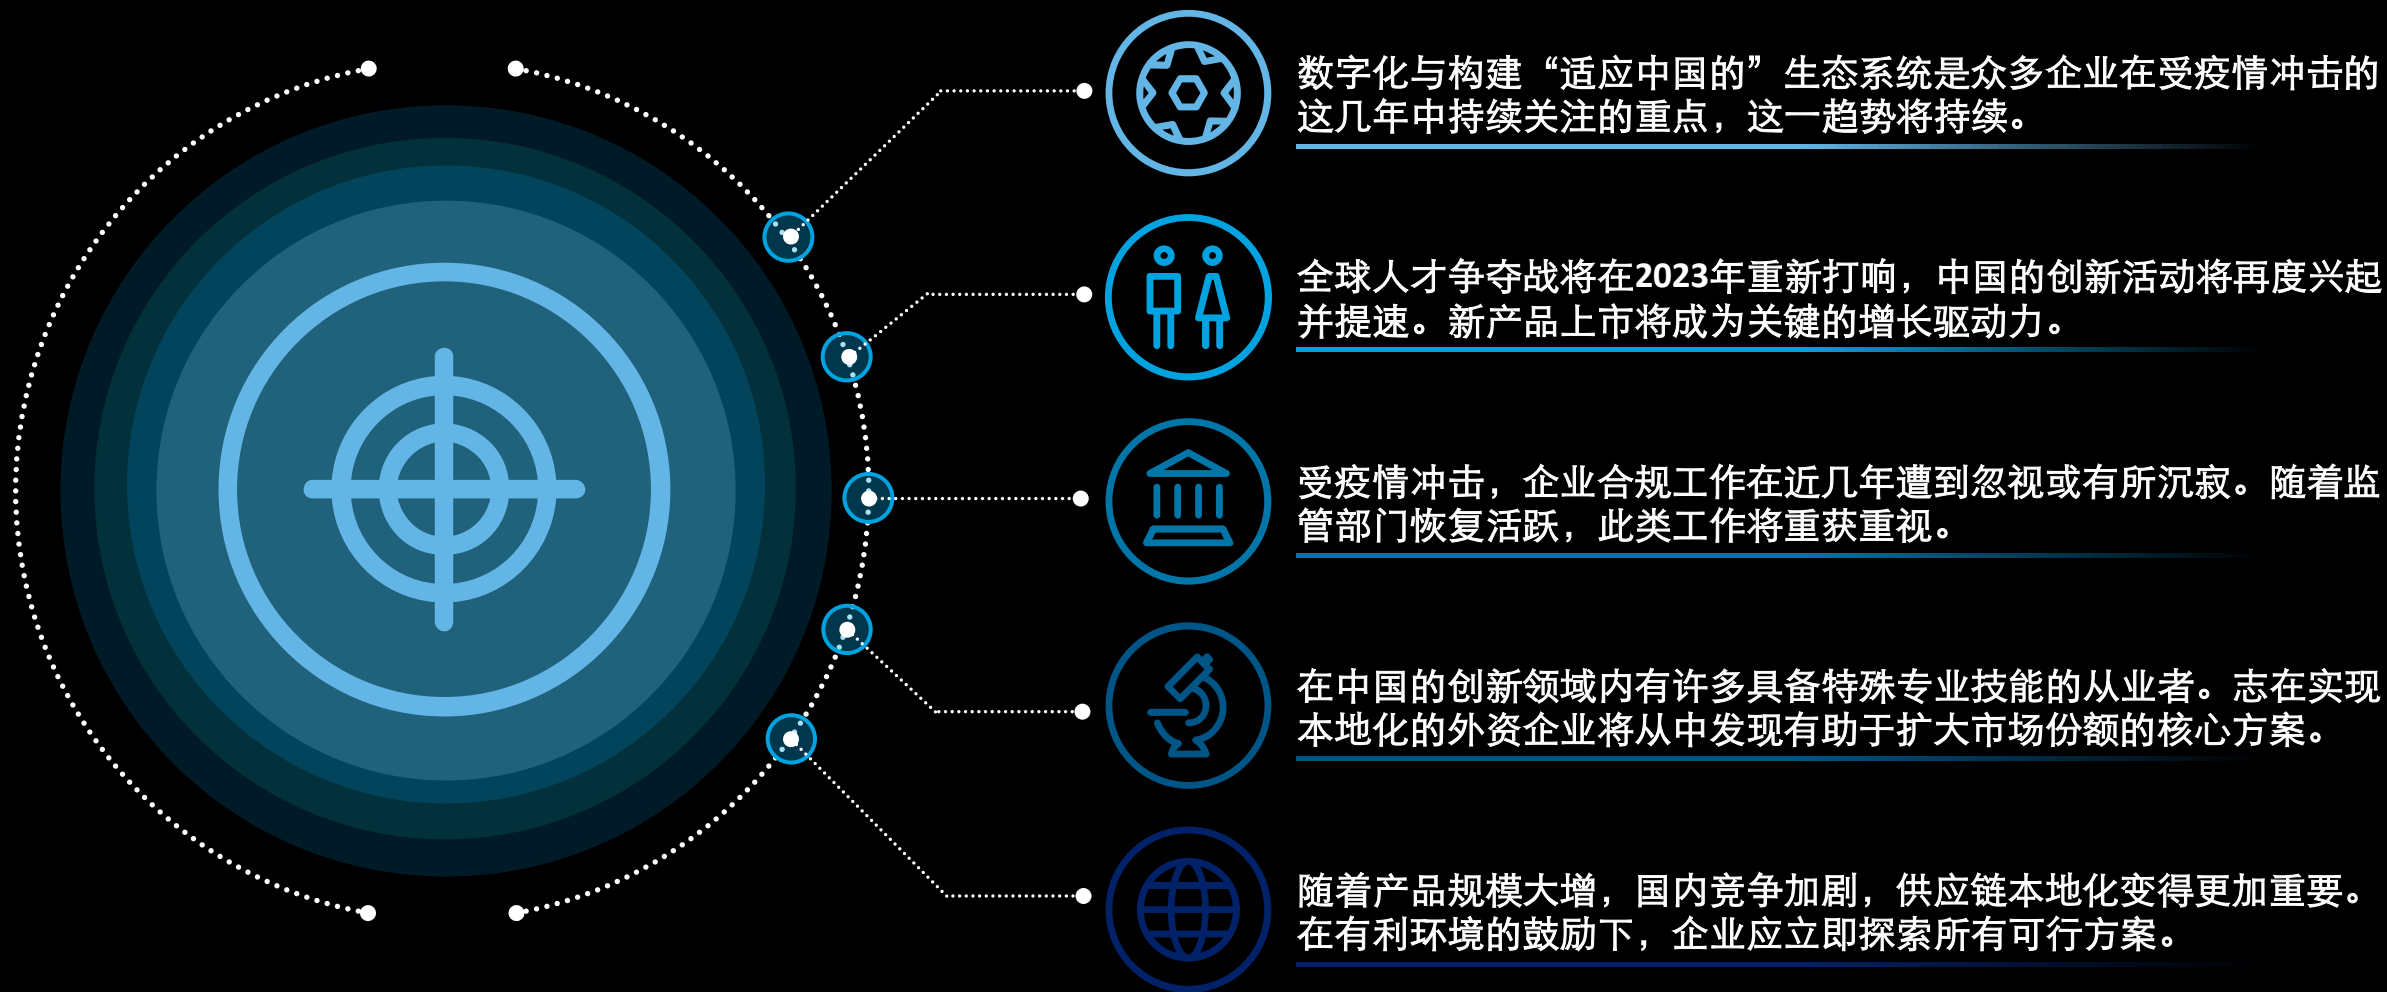 数字化与构建“适应中国的”生态系统是众多企业在受疫情冲击的
这几年中持续关注的重点，这一趋势将持续。
全球人才争夺战将在2023年重新打响，中国的创新活动将再度兴起
并提速。新产品上市将成为关键的增长驱动力。
受疫情冲击，企业合规工作在近几年遭到忽视或有所沉寂。随着监
管部门恢复活跃，此类工作将重获重视。
在中国的创新领域内有许多具备特殊专业技能的从业者。志在实现
本地化的外资企业将从中发现有助于扩大市场份额的核心方案。
随着产品规模大增，国内竞争加剧，供应链本地化变得更加重要。
在有利环境的鼓励下，企业应立即探索所有可行方案。